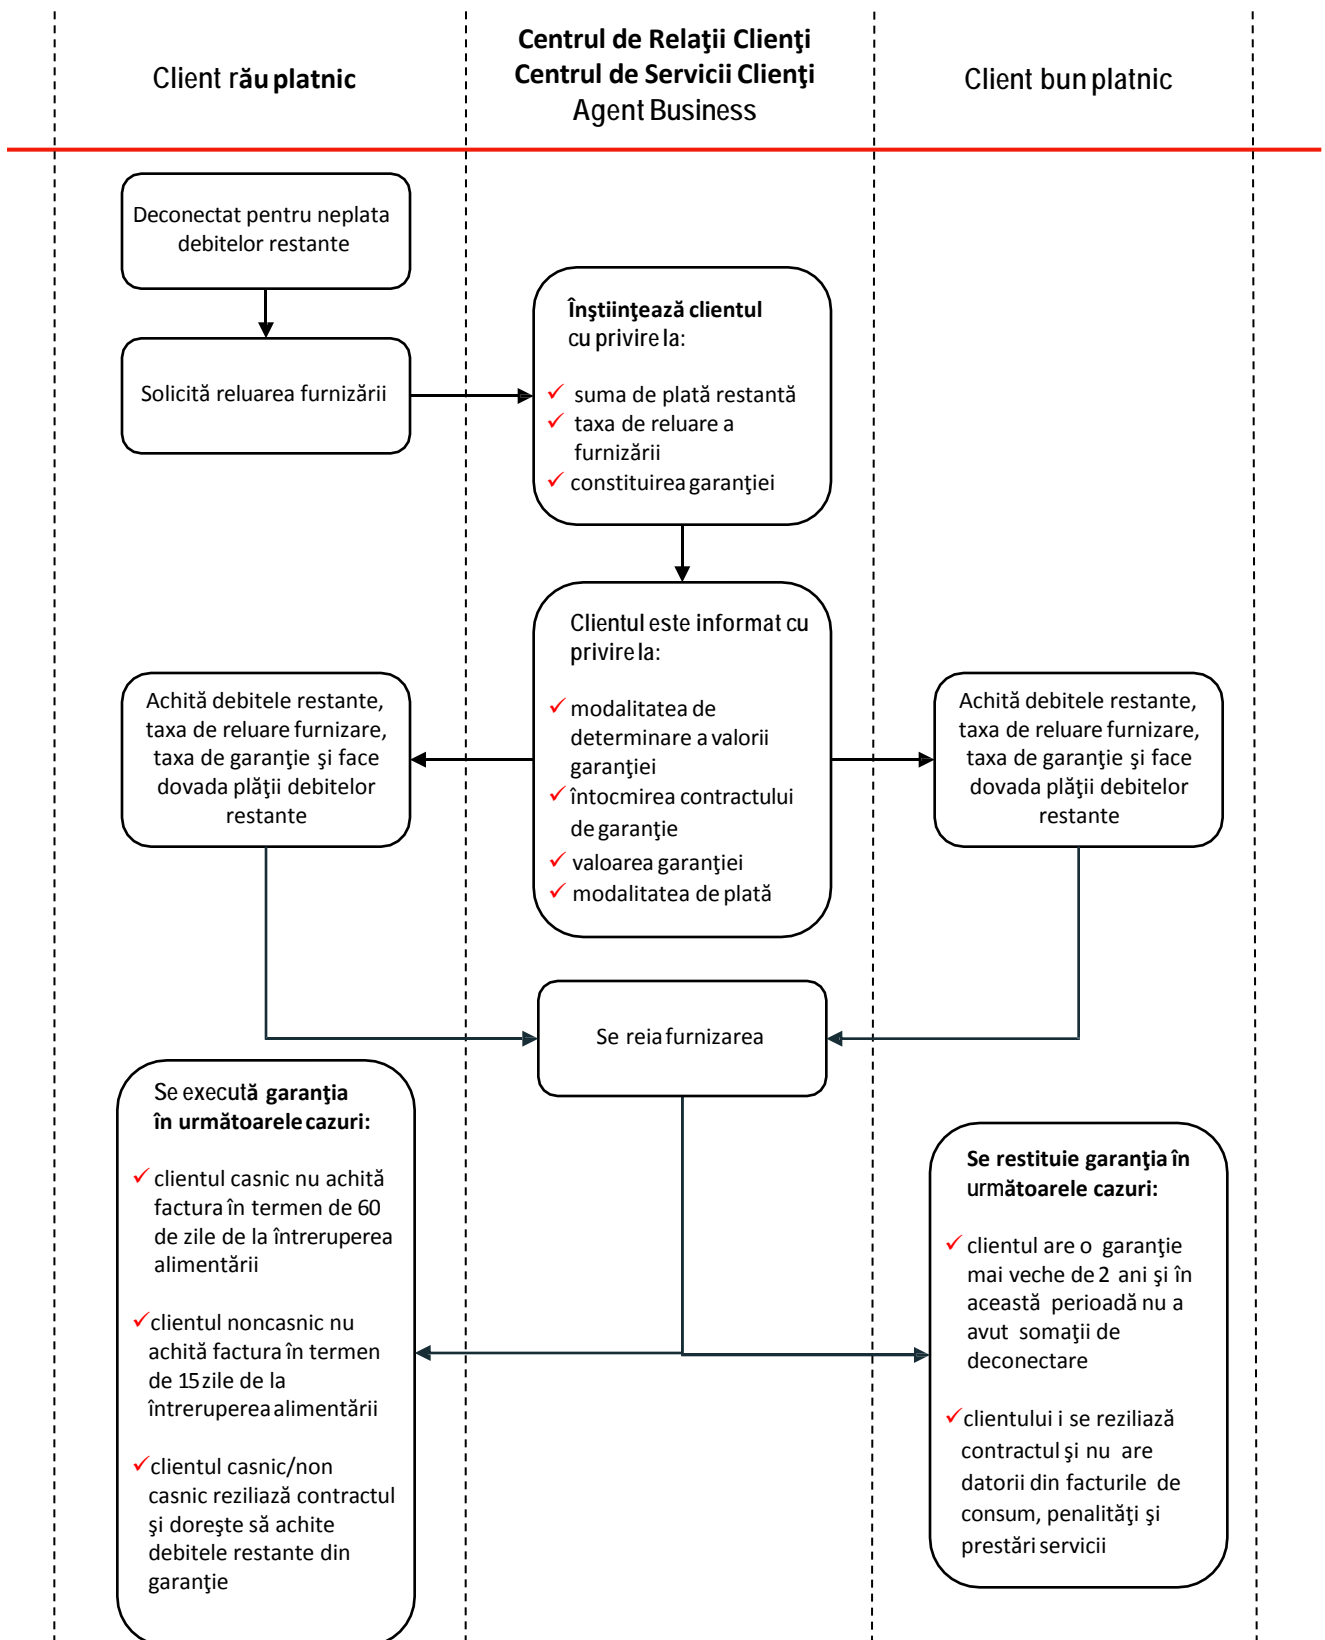 Client rău platnic
Centrul de Relaţii Clienţi
Centrul de Servicii Clienţi
Agent Business
Client bun platnic
Deconectat pentru neplata
debitelor restante
Solicită reluarea furnizării
Înştiinţează clientul
cu privire la:
suma de plată restantă
taxa de reluare a
furnizării
constituirea garanţiei
Clientul este informat cu
privire la:
modalitatea de
determinare a valorii
garanţiei
întocmirea contractului
de garanţie
valoarea garanţiei
modalitatea de plată
Achită debitele restante,
taxa de reluare furnizare,
taxa de garanţie şi face
dovada plăţii debitelor
restante
Achită debitele restante,
taxa de reluare furnizare,
taxa de garanţie şi face
dovada plăţii debitelor
restante
Se reia furnizarea
Se execută garanţia
în următoarele cazuri:
clientul casnic nu achită
factura în termen de 60
de zile de la întreruperea
alimentării
clientul noncasnic nu
achită factura în termen
de 15 zile de la
întreruperea alimentării
clientul casnic/non
casnic reziliază contractul
şi doreşte să achite
debitele restante din
garanţie
Se restituie garanţia în
următoarele cazuri:
clientul are o garanţie
mai veche de 2 ani şi în
această perioadă nu a
avut somaţii de
deconectare
clientului i se reziliază
contractul şi nu are
datorii din facturile de
consum, penalităţi şi
prestări servicii